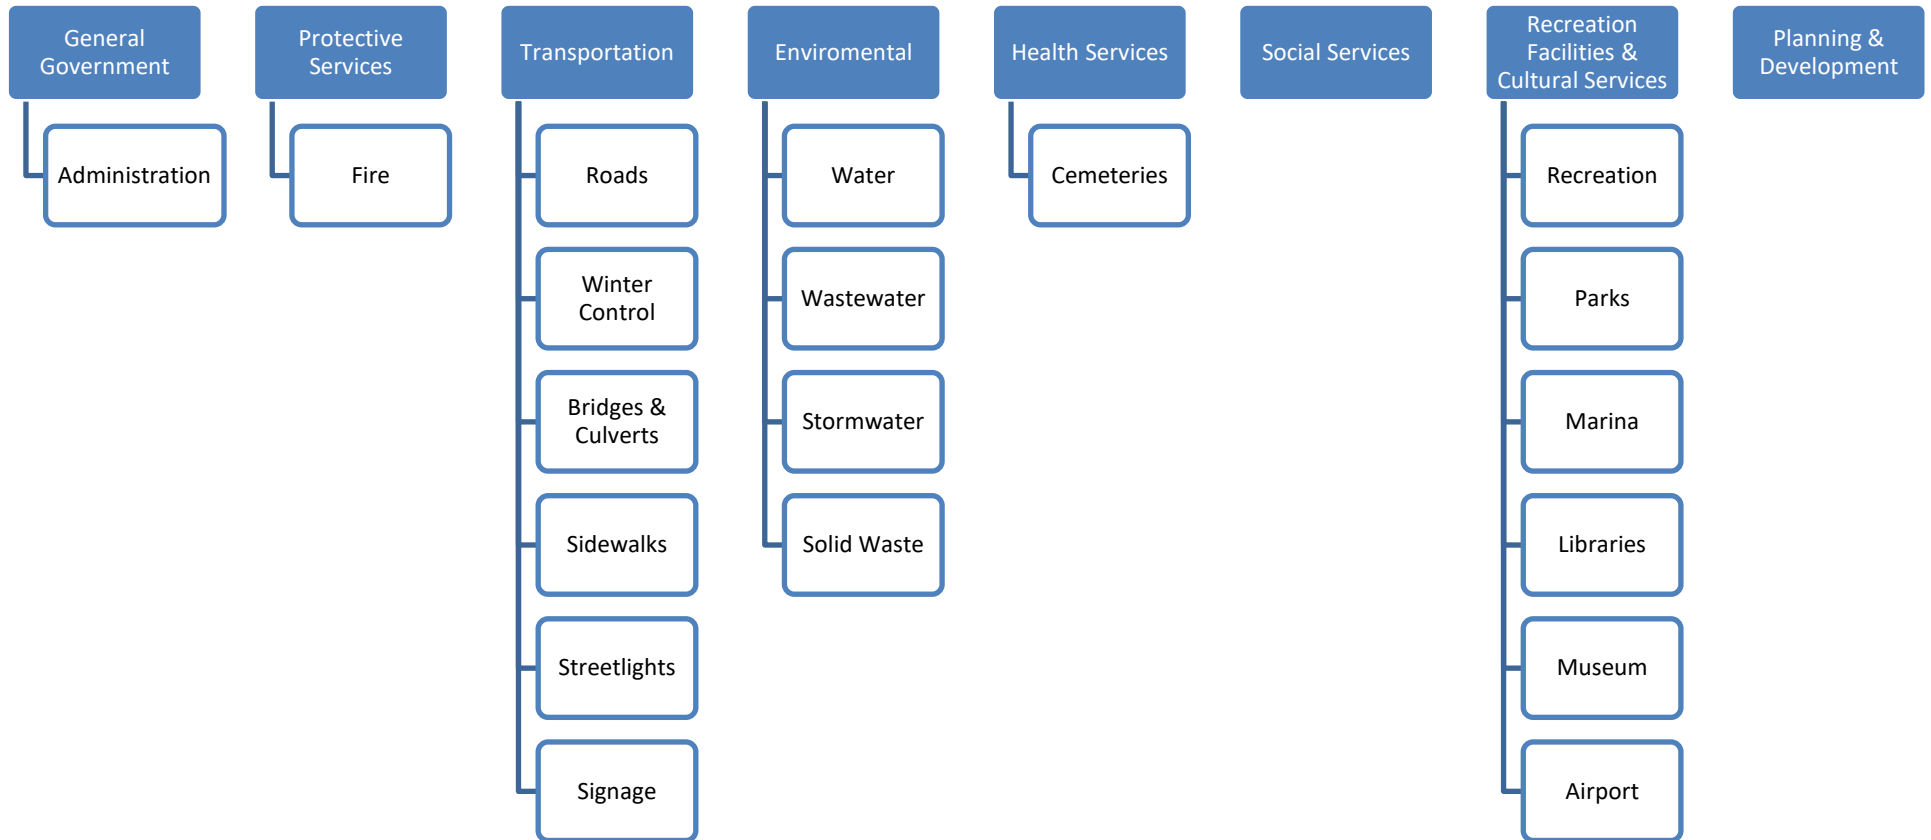 General
Government
Protective
Services
Transportation
Enviromental
Health Services
Social Services
Recreation
Facilities &
Cultural Services
Planning &
Development
Administration
Fire
Roads
Water
Cemeteries
Recreation
Winter
Control
Wastewater
Parks
Bridges &
Culverts
Stormwater
Marina
Sidewalks
Solid Waste
Libraries
Streetlights
Museum
Signage
Airport